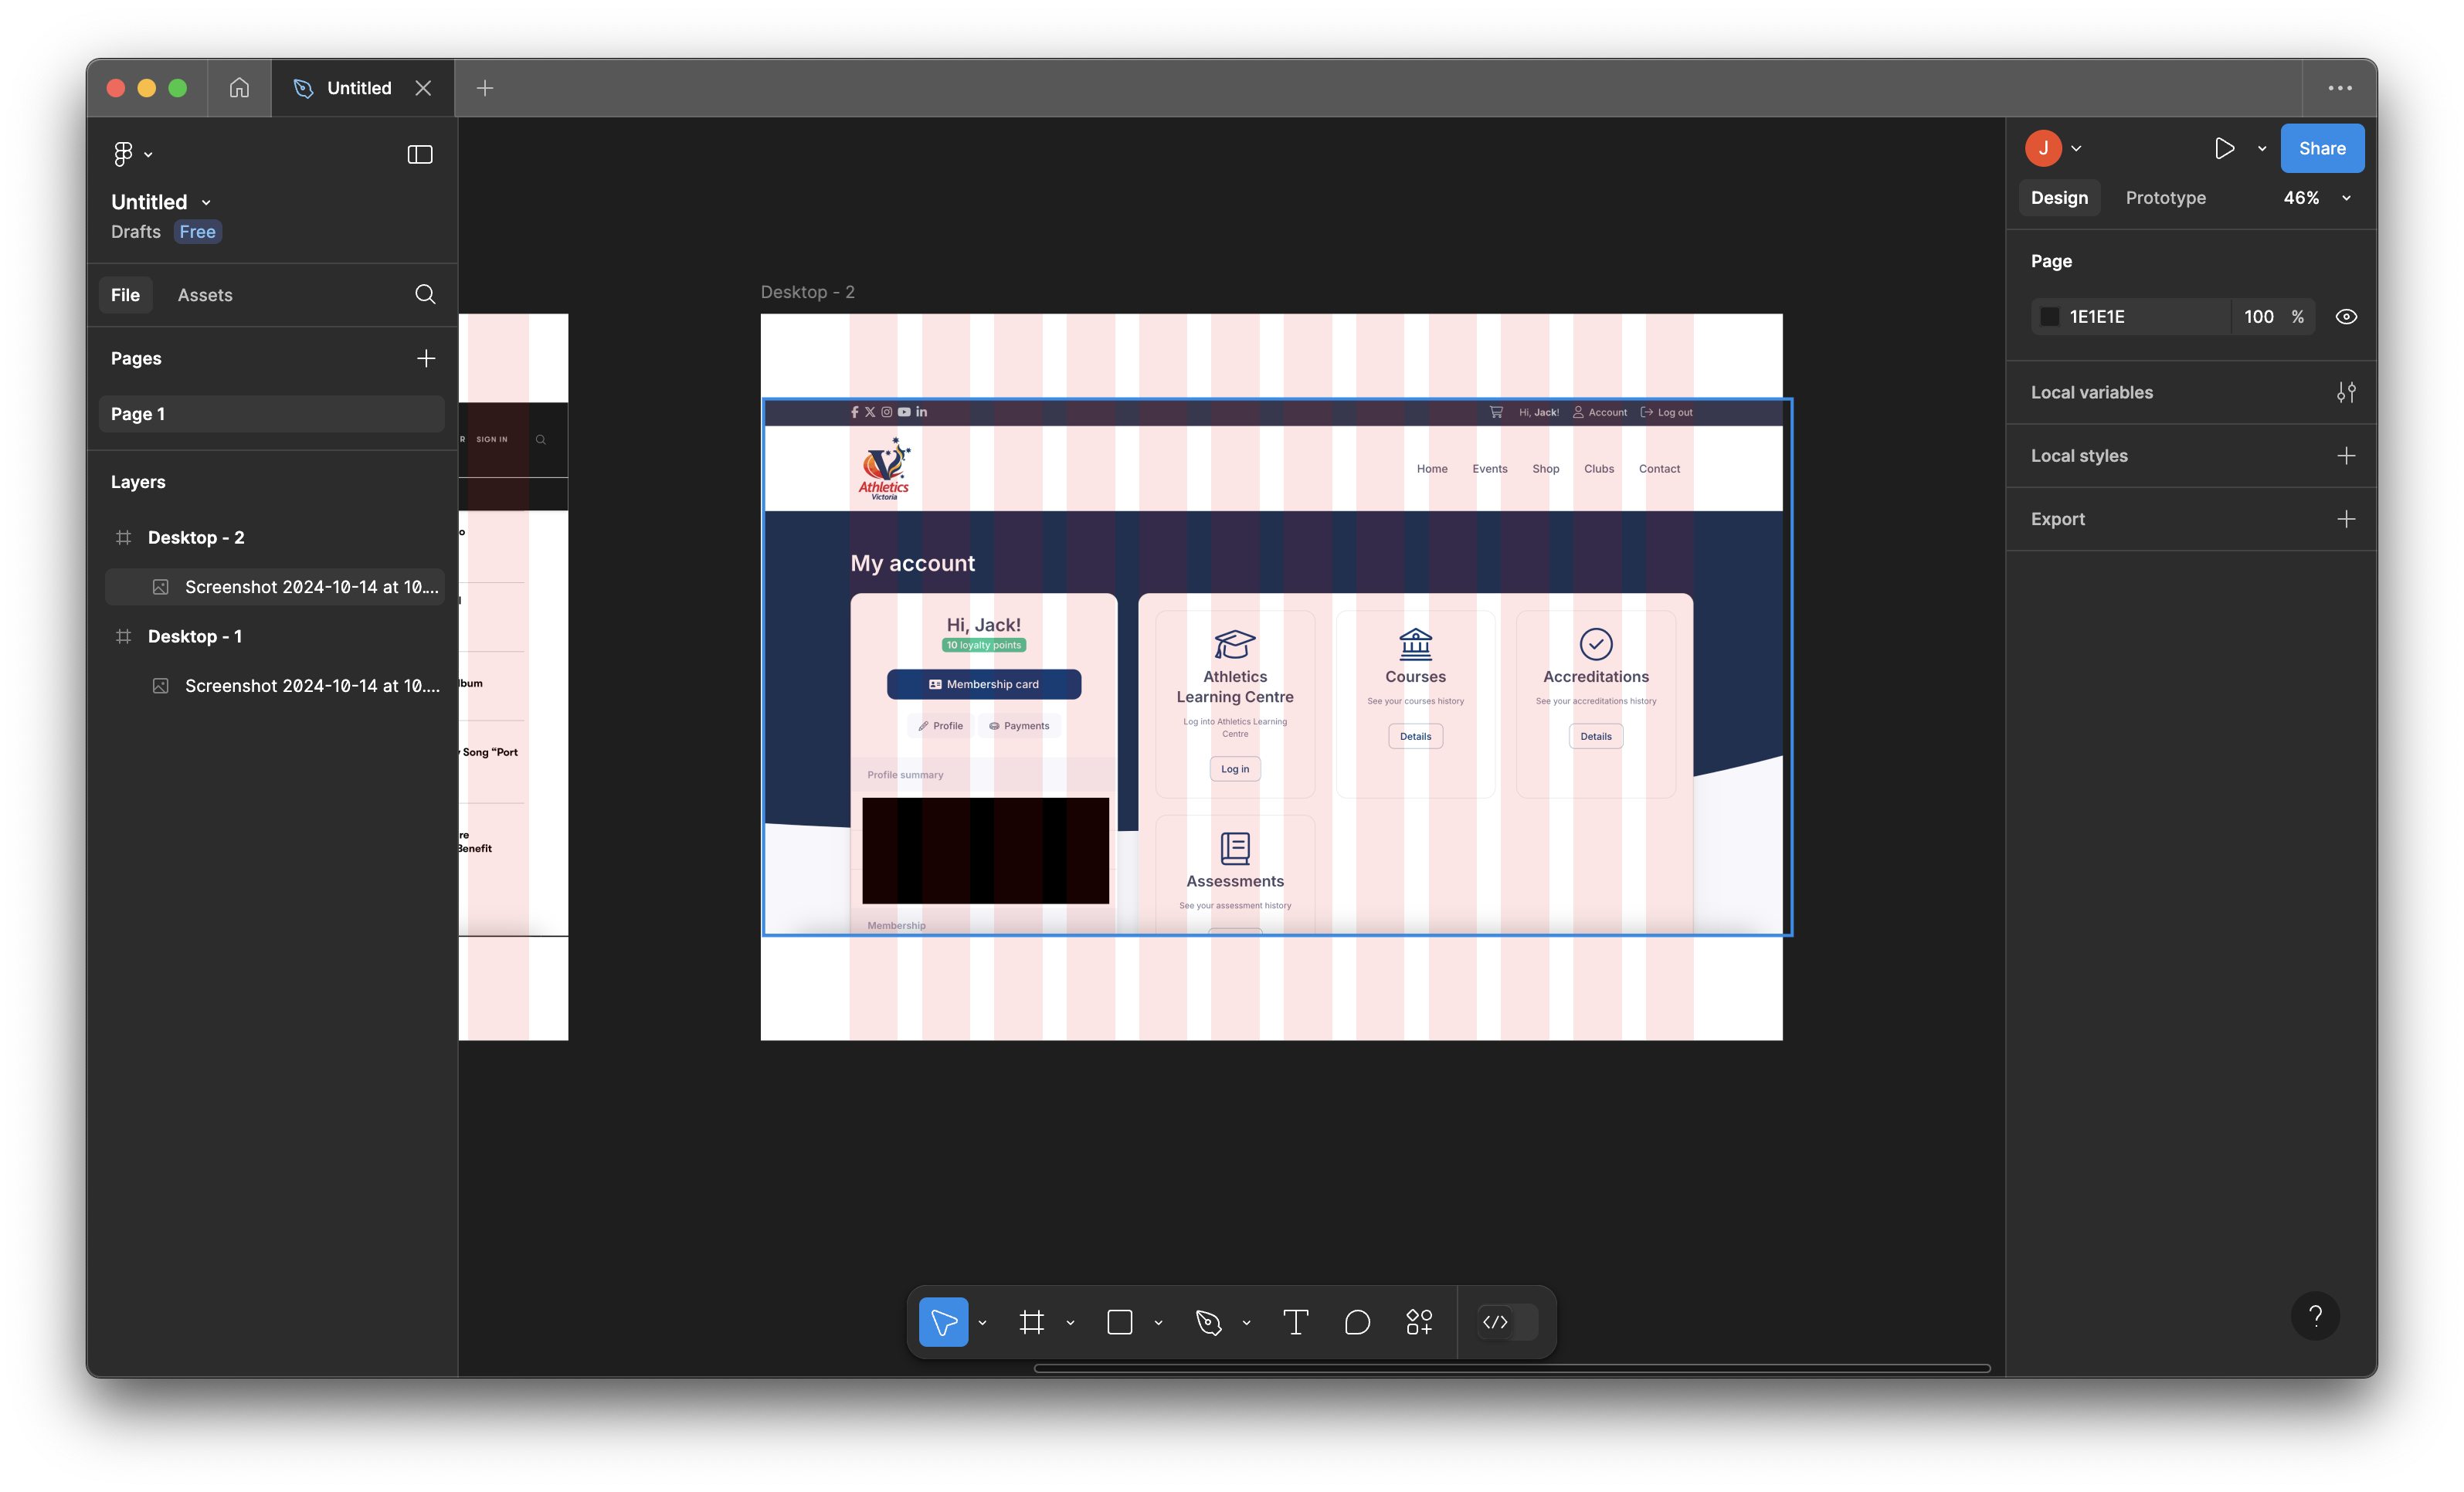 Untitled
Untitled
Drafts Free
File Assets
Pages
Page 1
Layers
Desktop - 2
Screenshot 2024-10-14 at 10....
Desktop - 1
Screenshot 2024-10-14 at 10....
R SIGN IN
o
l
lbum
Song “Port
re
Benefit
Desktop - 2
Hi, Jack! Account Log out
Athletics
Victoria
Home Events Shop Clubs Contact
My account
Hi, Jack!
10 loyalty points
Membership card
Profile Payments
Profile summary
Membership
Athletics
Learning Centre
Log into Athletics Learning
Centre
Log in
Courses
See your courses history
Details
Accreditations
See your accreditations history
Details
Assessments
See your assessment history
J
Share
Design Prototype 46%
Page
1E1E1E 100 %
Local variables
Local styles
Export
?